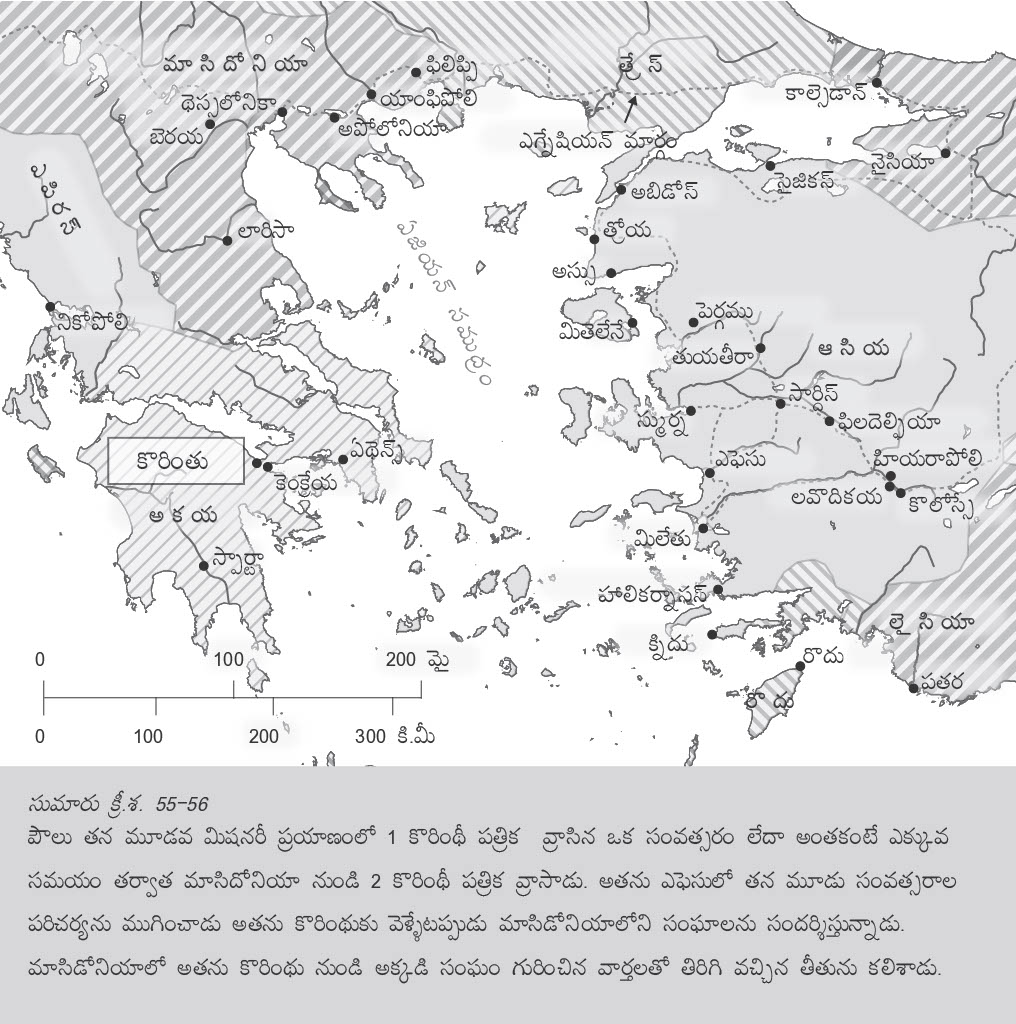 మా సి దో ని యా
ఫిలిప్పి
త్రే స్
థెస్సలోనికా
యాంఫిపోలి
కాల్సెడాన్
బెరయ
అపోలోనియా
ఎగ్నేషియన్ మార్గం
నైసియా
సైజికస్
అబిడోస్
లారిసా
త్రోయ
ఏజియన్ సముద్రం
అస్సు
నికోపోలి
పెర్గము
మితెలేనే
తుయతీరా
ఆ సి య
సార్దిస్
స్ముర్న
ఫిలదెల్ఫియా
ఏథెన్స్
కొరింతు
ఎఫెసు
హియరాపోలి
కెంక్రేయ
లవొదికయ
కొలోస్సే
అ క య
మిలేతు
స్పార్టా
హాలికర్నాసస్
లై సి యా
క్నిదు
రొదు
పతర
రొ దు
0 100 200 మై
0 100 200 300 కి.మీ
సుమారు క్రీ.శ. 55-56
పౌలు తన మూడవ మిషనరీ ప్రయాణంలో 1 కొరింథీ పత్రిక వ్రాసిన ఒక సంవత్సరం లేదా అంతకంటే ఎక్కువ
సమయం తర్వాత మాసిదోనియా నుండి 2 కొరింథీ పత్రిక వ్రాసాడు. అతను ఎఫెసులో తన మూడు సంవత్సరాల
పరిచర్యను ముగించాడు అతను కొరింథుకు వెళ్ళేటప్పుడు మాసిడోనియాలోని సంఘాలను సందర్శిస్తున్నాడు.
మాసిడోనియాలో అతను కొరింథు నుండి అక్కడి సంఘం గురించిన వార్తలతో తిరిగి వచ్చిన తీతును కలిశాడు.